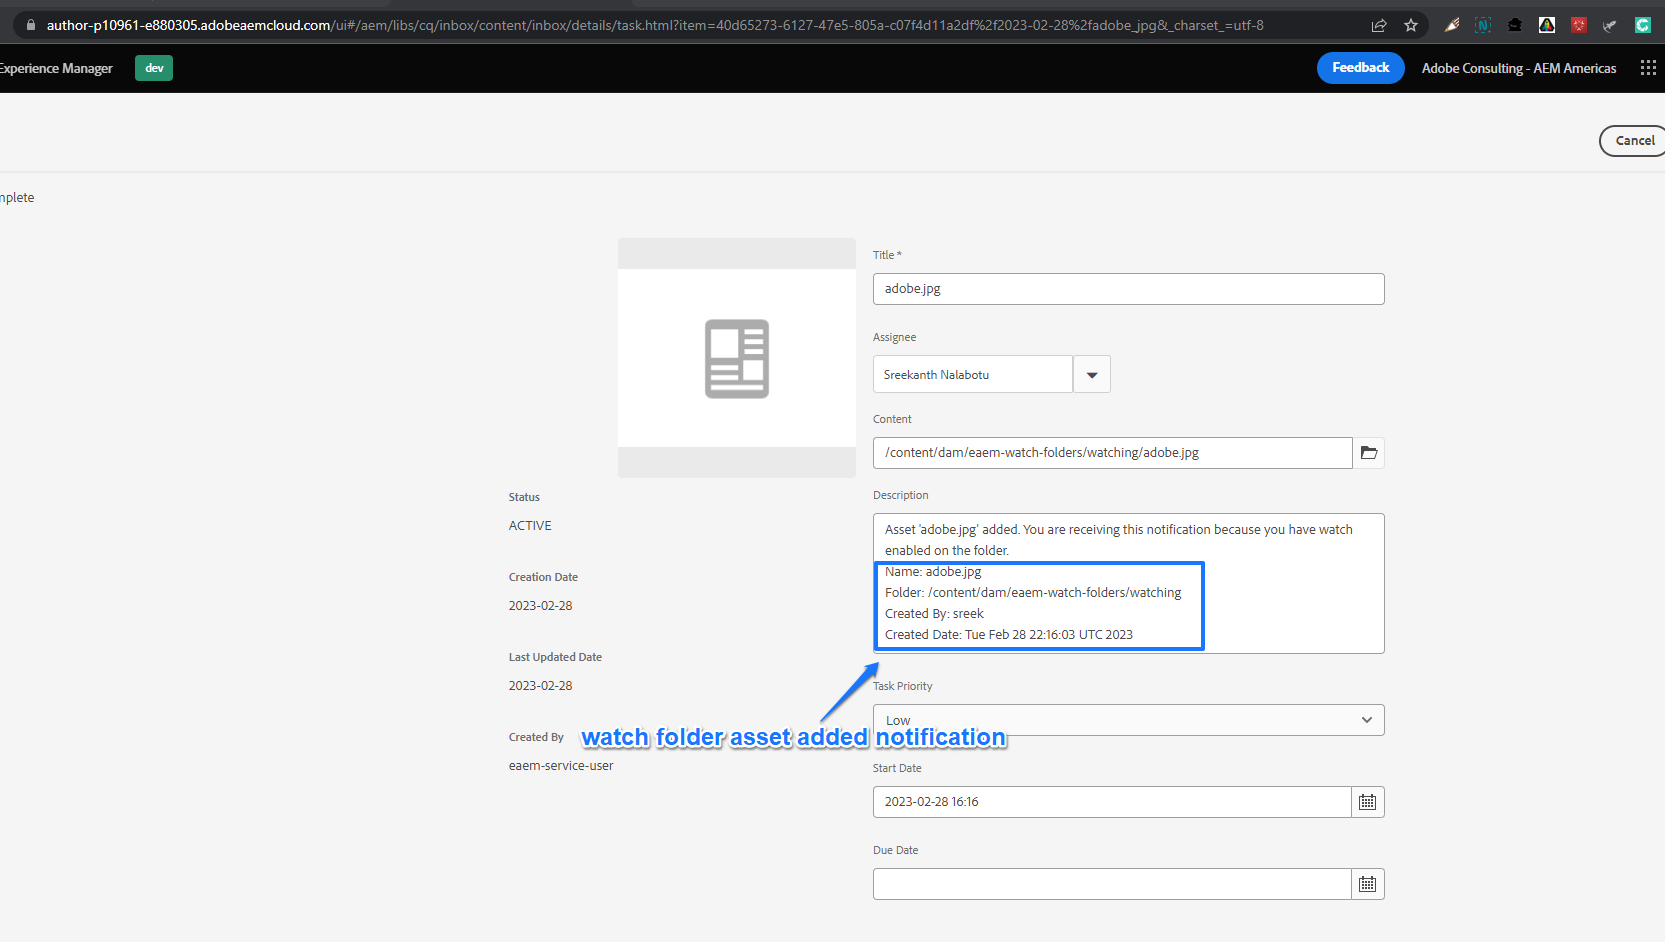 author-p10961-e880305.adobeaemcloud.com/ui#/aem/libs/cq/inbox/content/inbox/details/task.html?item=40d65273-6127-47e5-805a-c07f4d11a2df%2f2023-02-28%2fadobe_jpg&_charset_=utf-8
Experience Manager dev Feedback Adobe Consulting - AEM Americas
Cancel
nplete
Title *
adobe.jpg
Assignee
Sreekanth Nalabotu
Content
/content/dam/eaem-watch-folders/watching/adobe.jpg
Description
Asset 'adobe.jpg' added. You are receiving this notification because you have watch
enabled on the folder.
Name: adobe.jpg
Folder: /content/dam/eaem-watch-folders/watching
Created By: sreek
Created Date: Tue Feb 28 22:16:03 UTC 2023
Status
ACTIVE
Creation Date
2023-02-28
Last Updated Date
2023-02-28
Created By
eaem-service-user
watch folder asset added notification
Task Priority
Low
Start Date
2023-02-28 16:16
Due Date